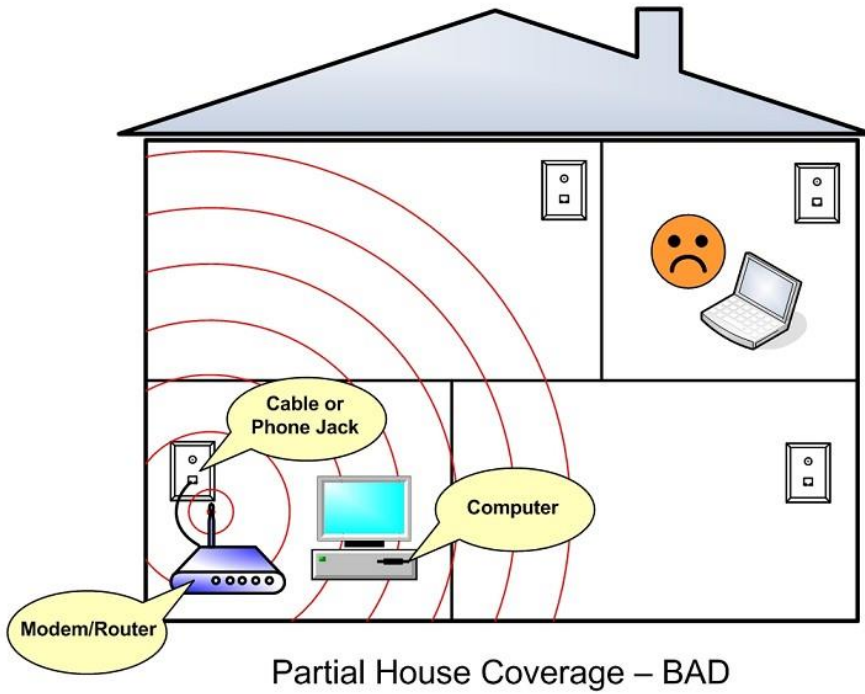 Cable or
Phone Jack
Computer
Modem/Router
Partial House Coverage – BAD